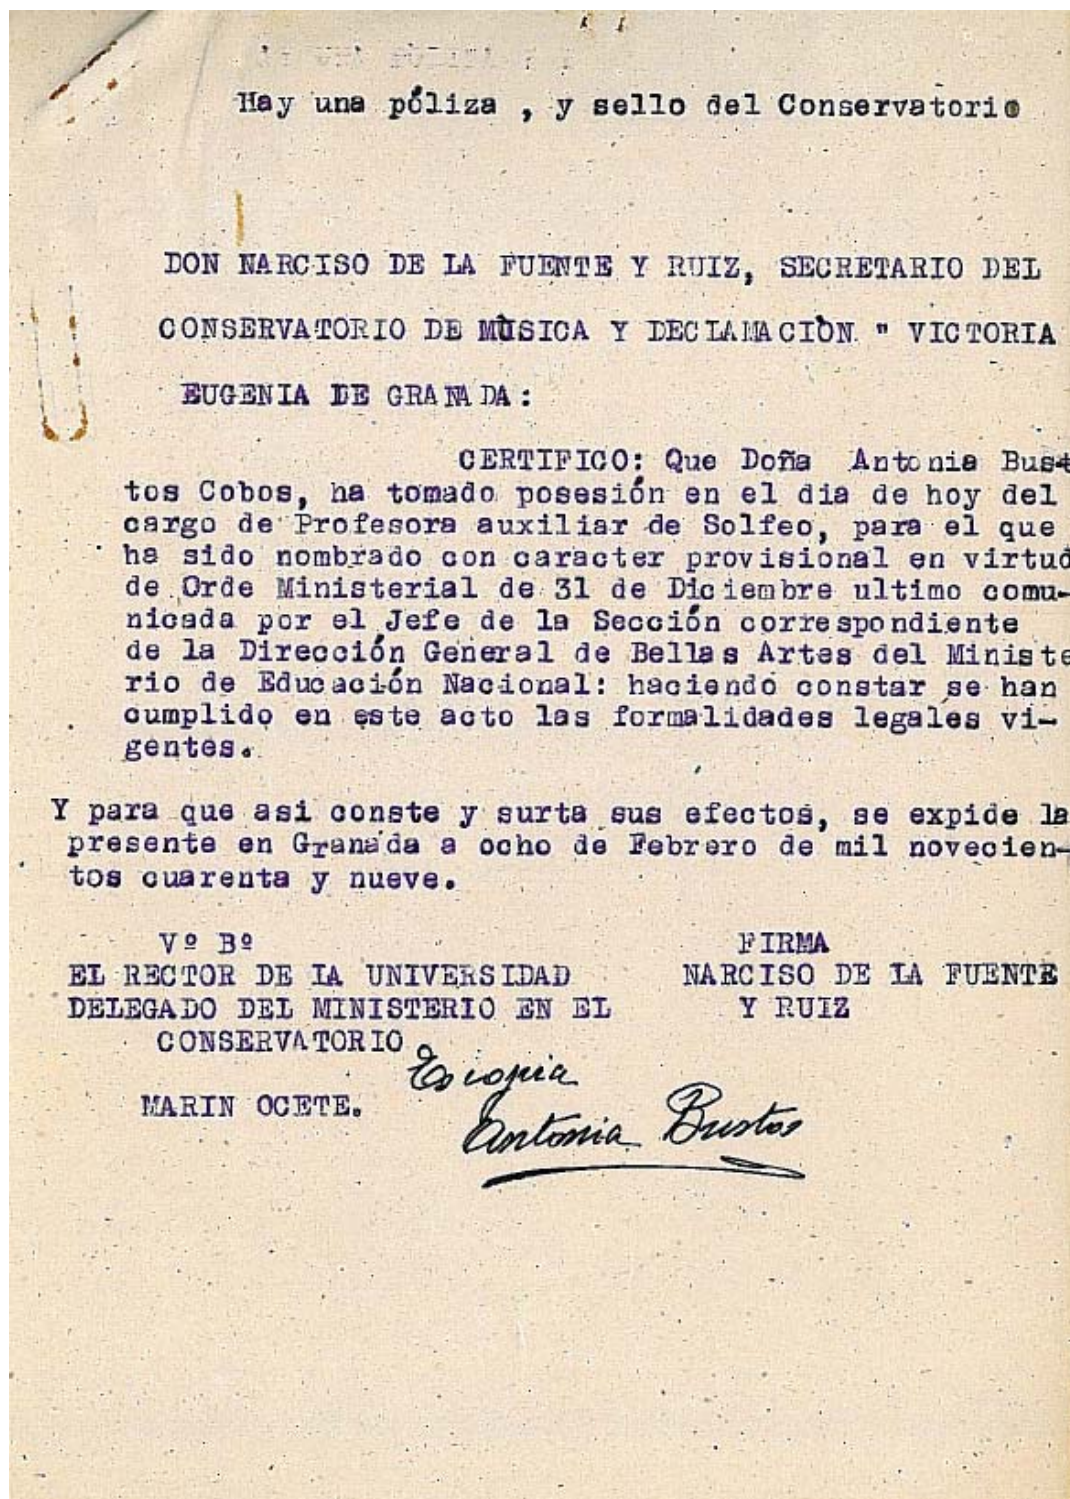 Hay una póliza , y sello del Conservatorio
DON NARCISO DE LA FUENTE Y RUIZ, SECRETARIO DEL
CONSERVATORIO DE MÚSICA Y DECLAMACIÓN " VICTORIA
EUGENIA DE GRANADA:
CERTIFICO: Que Doña Antonia Bus-
tos Cobos, ha tomado posesión en el dia de hoy del
cargo de Profesora auxiliar de Solfeo, para el que
ha sido nombrado con caracter provisional en virtud
de Orde Ministerial de 31 de Diciembre ultimo comu-
nicada por el Jefe de la Sección correspondiente
de la Dirección General de Bellas Artes del Ministe
rio de Educación Nacional: haciendo constar se han
cumplido en este acto las formalidades legales vi-
gentes.
Y para que asi conste y surta sus efectos, se expide la
presente en Granada a ocho de Febrero de mil novecien-
tos cuarenta y nueve.
Vº Bº FIRMA
EL RECTOR DE LA UNIVERSIDAD NARCISO DE LA FUENTE
DELEGADO DEL MINISTERIO EN EL Y RUIZ
CONSERVATORIO
Es copia
MARIN OCETE.
Antonia Bustos